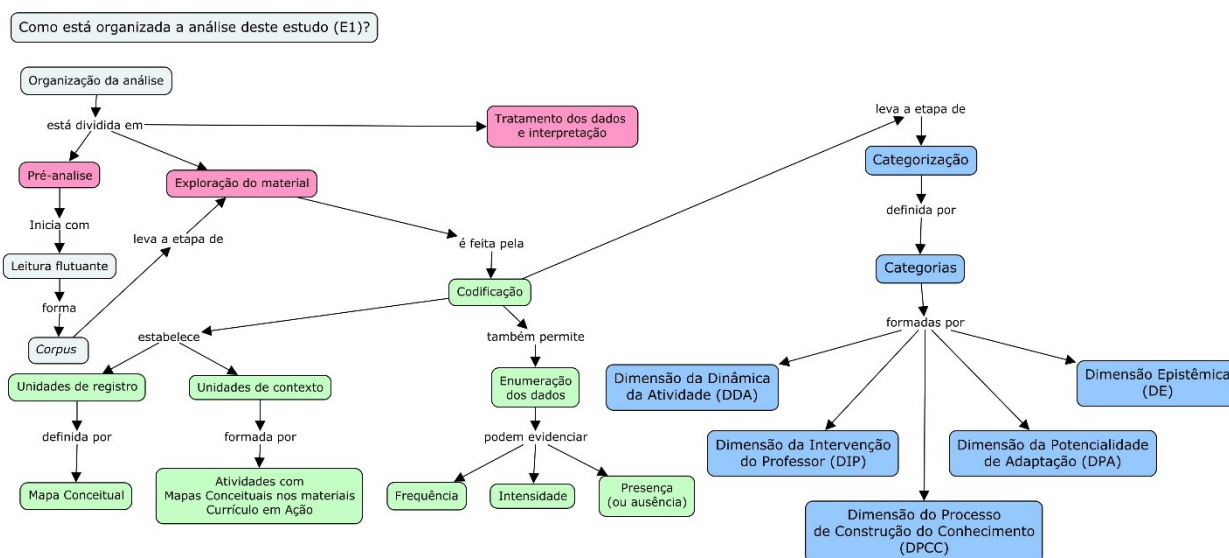 Como está organizada a análise deste estudo (E1)?
Organização da análise
está dividida em
Tratamento dos dados
e interpretação
Pré-analise
Exploração do material
Inicia com
leva a etapa de
Leitura flutuante
forma
Corpus
é feita pela
Codificação
estabelece
também permite
Unidades de registro
Unidades de contexto
Enumeração
dos dados
definida por
formada por
podem evidenciar
Mapa Conceitual
Atividades com
Mapas Conceituais nos materiais
Currículo em Ação
Frequência
Intensidade
Presença
(ou ausência)
leva a etapa de
Categorização
definida por
Categorias
formadas por
Dimensão da Dinâmica
da Atividade (DDA)
Dimensão Epistêmica
(DE)
Dimensão da Intervenção
do Professor (DIP)
Dimensão da Potencialidade
de Adaptação (DPA)
Dimensão do Processo
de Construção do Conhecimento
(DPCC)